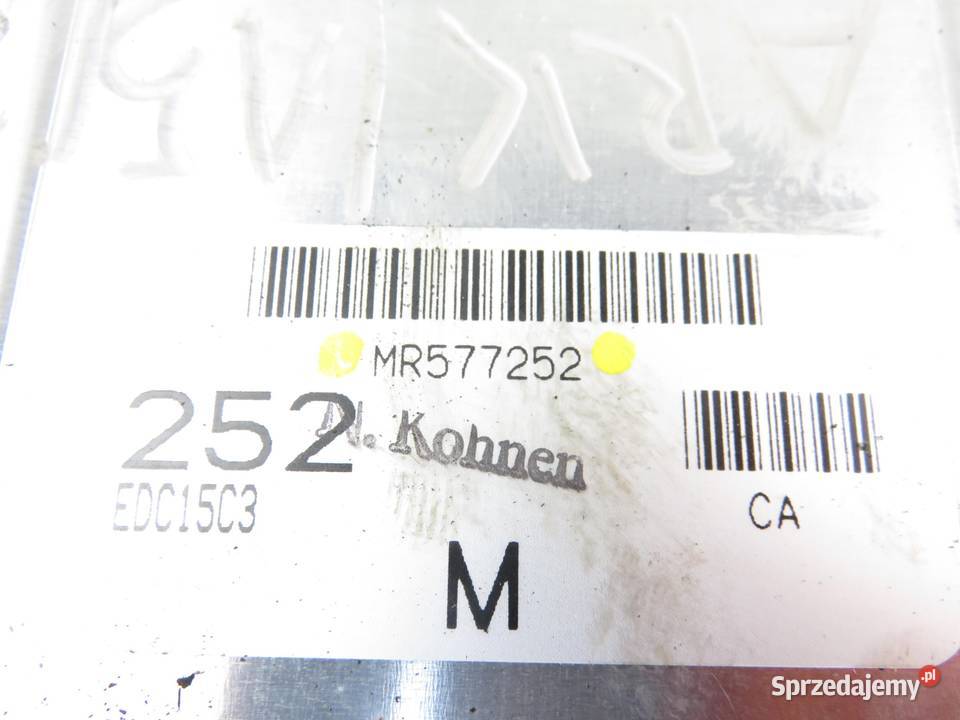 MR577252
252
N. Kohnen
EDC15C3
CA
M
Sprzedajemy.pl